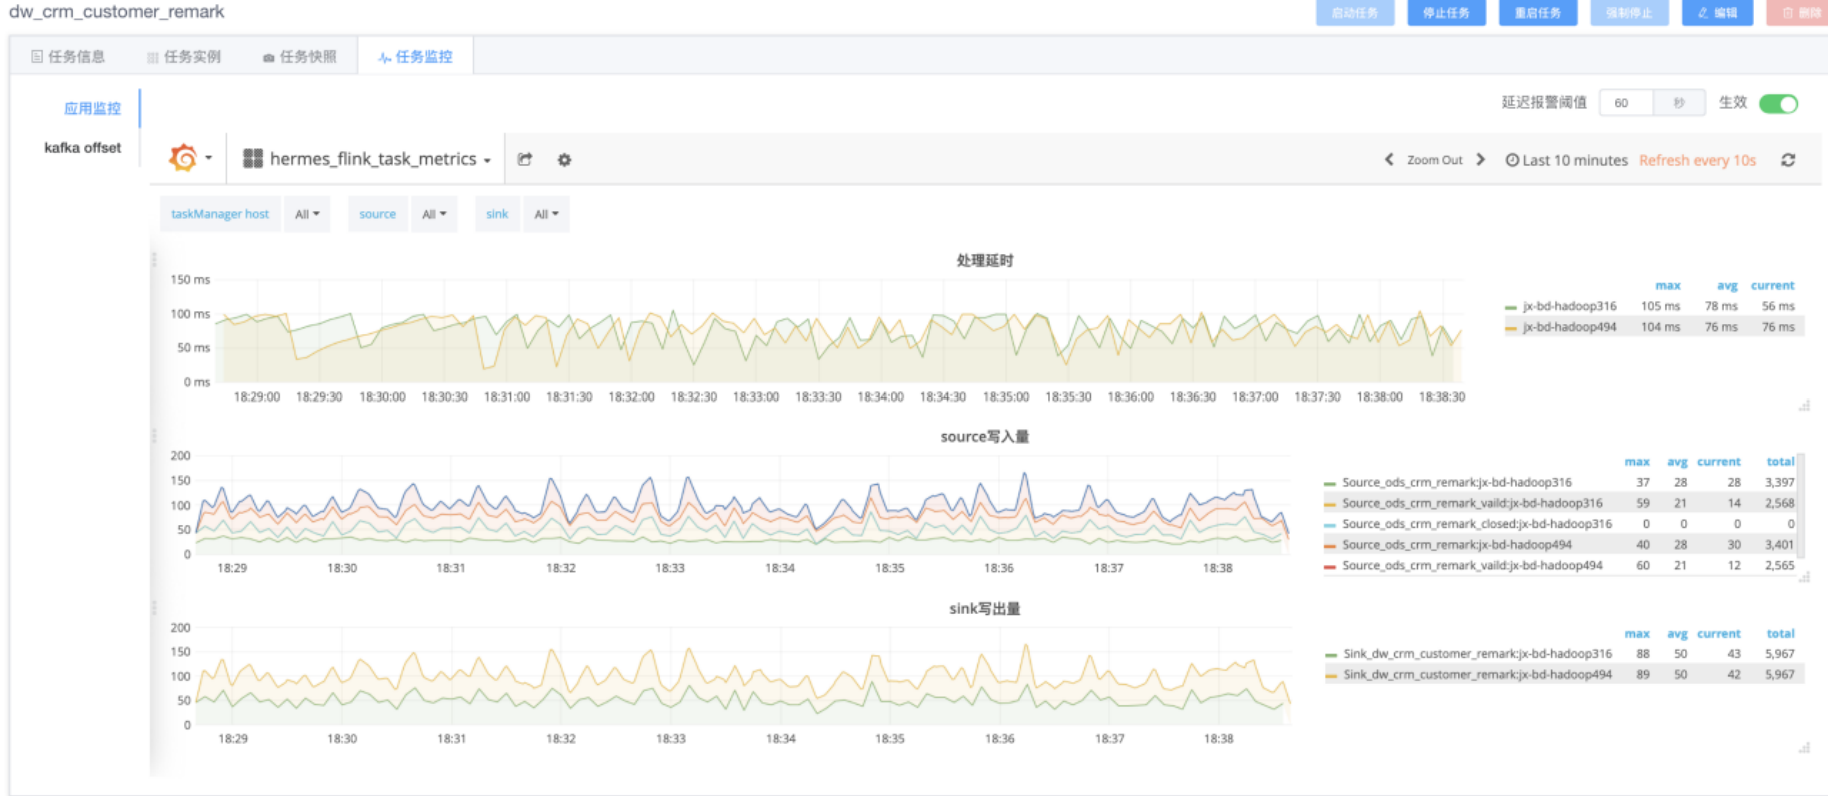 dw_crm_customer_remark
启动任务 停止任务 重启任务 强制停止 编辑 删除
任务信息 任务实例 任务快照 任务监控
应用监控
kafka offset
延迟报警阈值 60 秒 生效
hermes_flink_task_metrics
Zoom Out Last 10 minutes Refresh every 10s
taskManager host All source All sink All
处理延时
150 ms
100 ms
50 ms
0 ms
18:29:00 18:29:30 18:30:00 18:30:30 18:31:00 18:31:30 18:32:00 18:32:30 18:33:00 18:33:30 18:34:00 18:34:30 18:35:00 18:35:30 18:36:00 18:36:30 18:37:00 18:37:30 18:38:00 18:38:30
max avg current
jx-bd-hadoop316 105 ms 78 ms 56 ms
jx-bd-hadoop494 104 ms 76 ms 76 ms
source写入量
200
150
100
50
0
18:29 18:30 18:31 18:32 18:33 18:34 18:35 18:36 18:37 18:38
max avg current total
Source_ods_crm_remark:jx-bd-hadoop316 37 28 28 3,397
Source_ods_crm_remark_vaild:jx-bd-hadoop316 59 21 14 2,568
Source_ods_crm_remark_closed:jx-bd-hadoop316 0 0 0 0
Source_ods_crm_remark:jx-bd-hadoop494 40 28 30 3,401
Source_ods_crm_remark_vaild:jx-bd-hadoop494 60 21 12 2,565
sink写出量
200
150
100
50
0
18:29 18:30 18:31 18:32 18:33 18:34 18:35 18:36 18:37 18:38
max avg current total
Sink_dw_crm_customer_remark:jx-bd-hadoop316 88 50 43 5,967
Sink_dw_crm_customer_remark:jx-bd-hadoop494 89 50 42 5,967